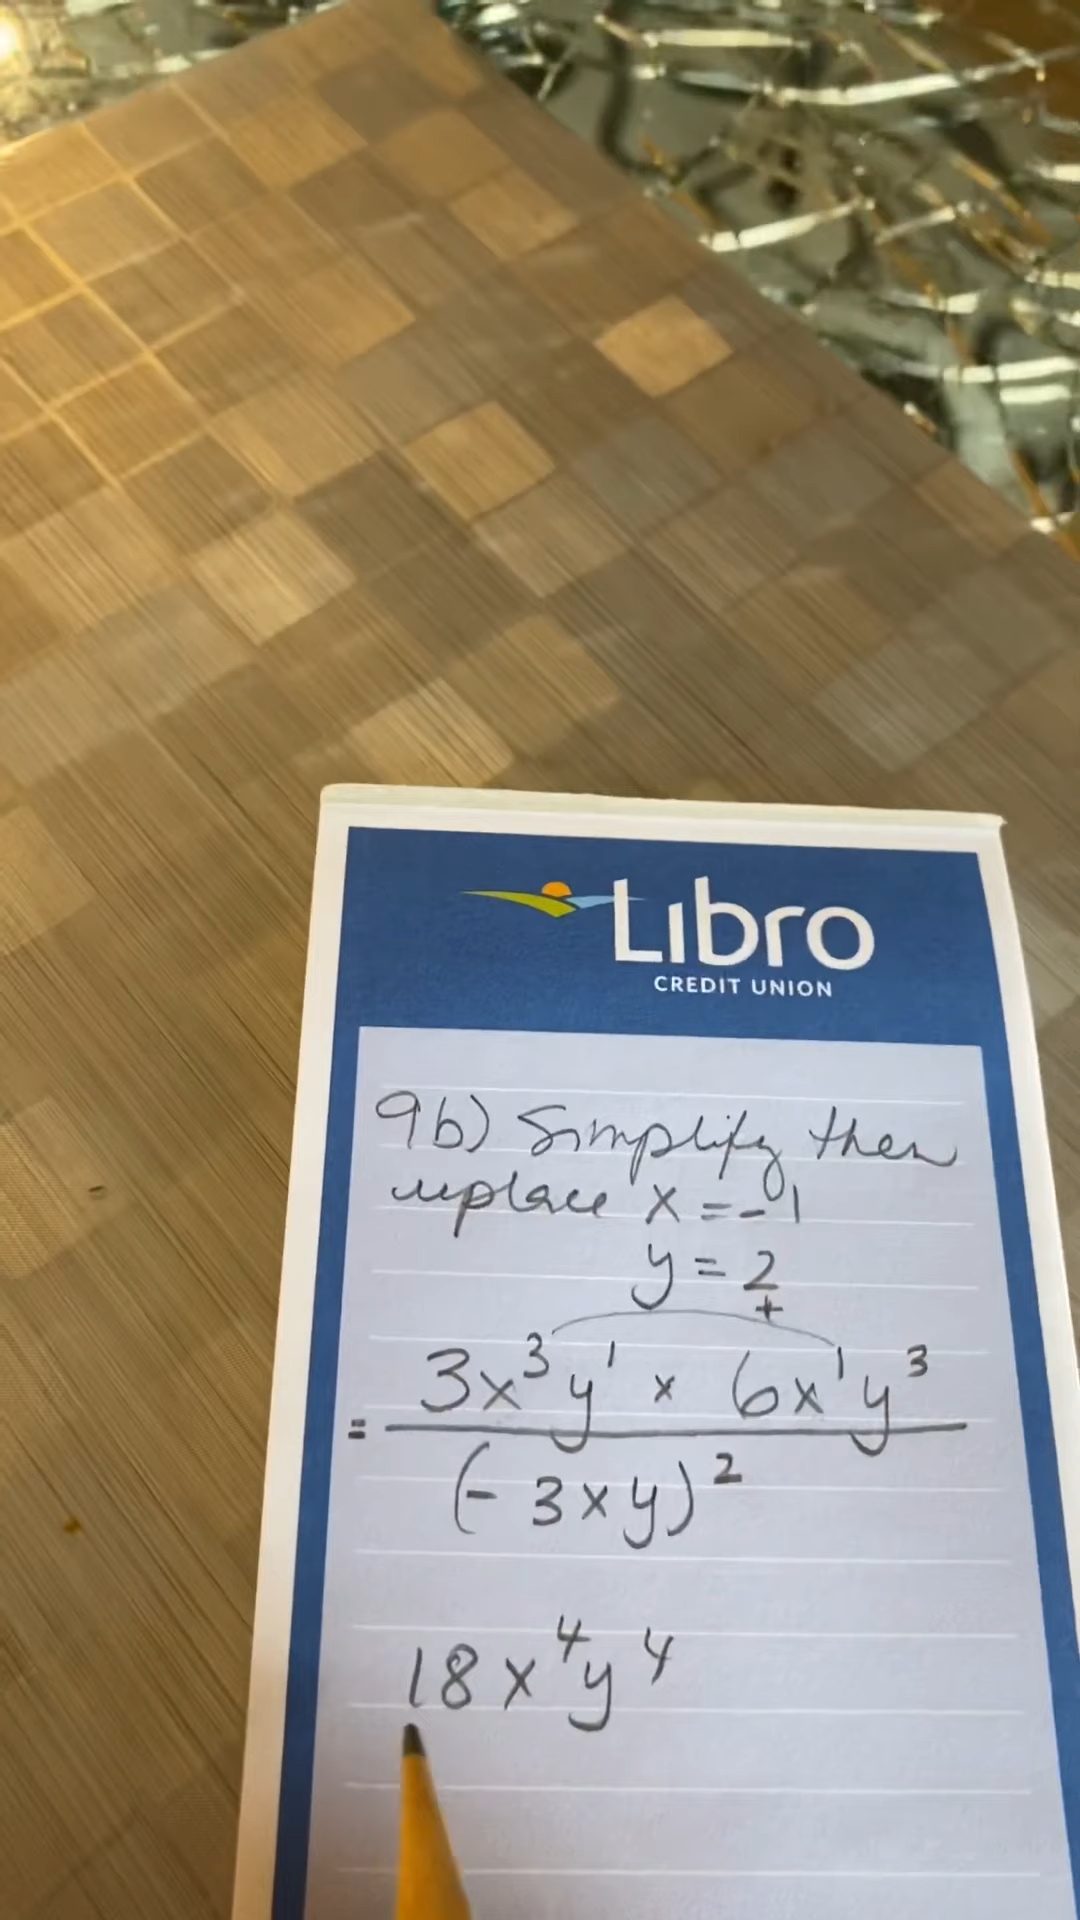 Libro
CREDIT UNION
9b) Simplify then
replace x = -1
y = 2
+
3x³y¹ × 6x¹y³
=
(-3xy)²
18x⁴y⁴